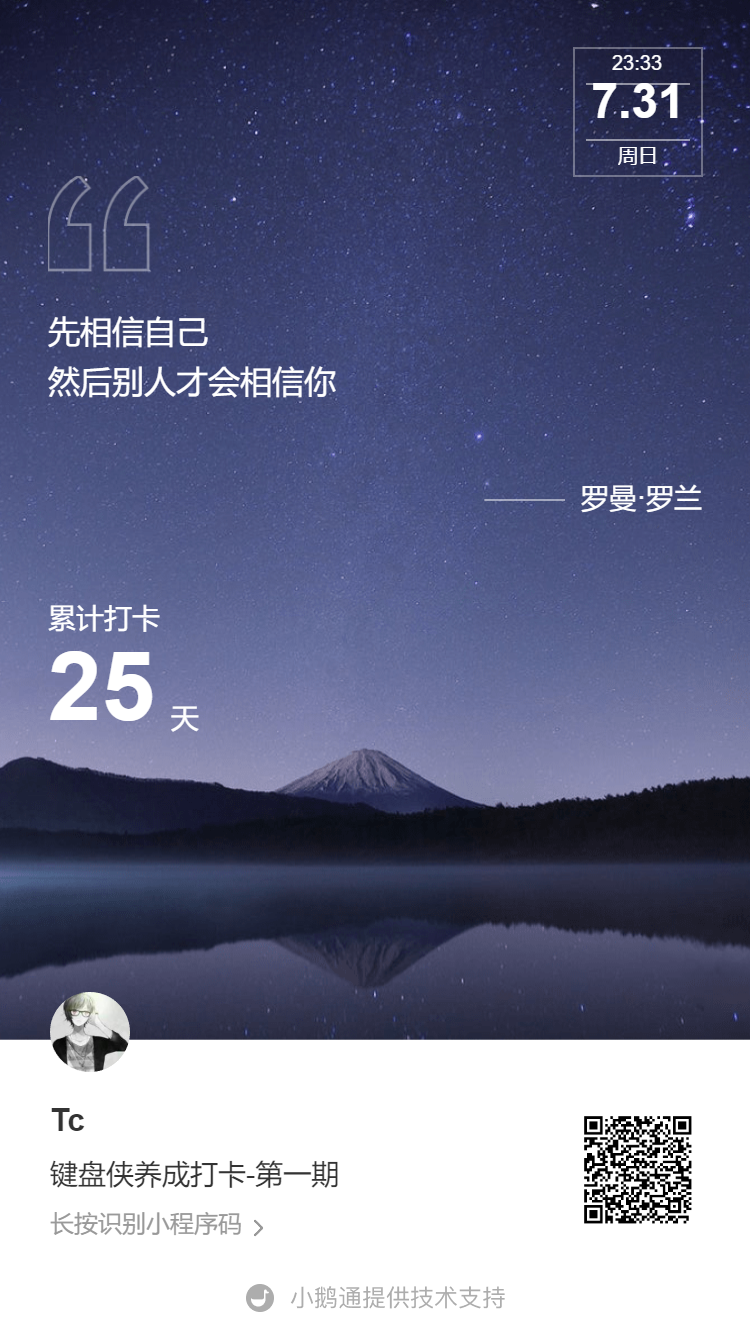 23:33
7.31
周日
先相信自己
然后别人才会相信你
罗曼·罗兰
累计打卡
25 天
Tc
键盘侠养成打卡-第一期
长按识别小程序码
小鹅通提供技术支持